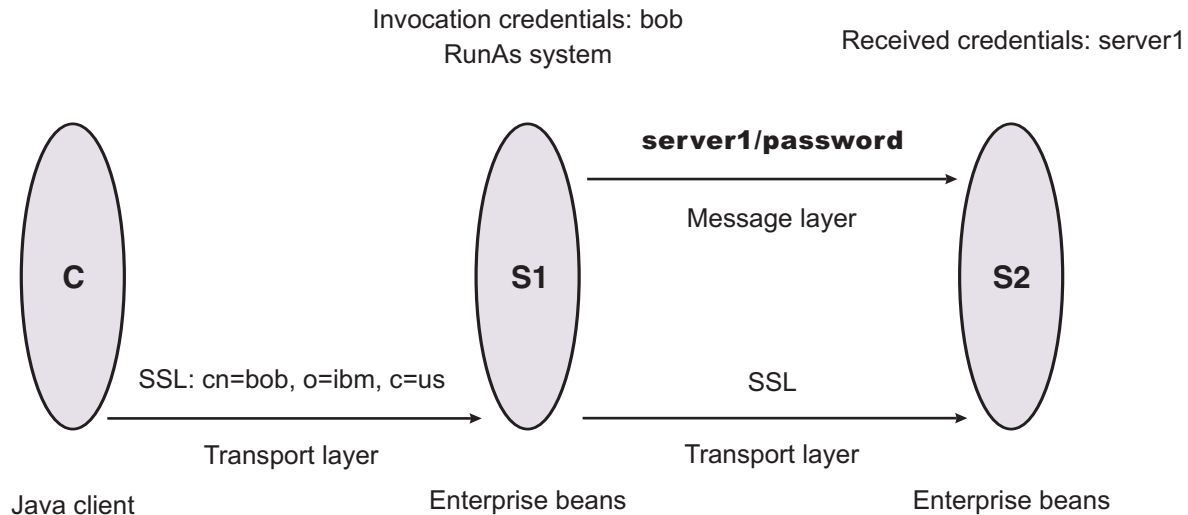 Invocation credentials: bob
RunAs system
Received credentials: server1
server1/password
Message layer
C
S1
S2
SSL: cn=bob, o=ibm, c=us
SSL
Transport layer
Transport layer
Java client
Enterprise beans
Enterprise beans